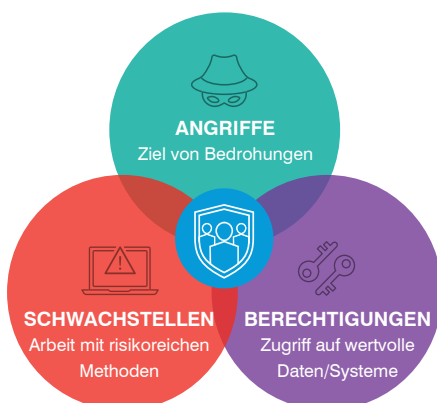 ANGRIFFE
Ziel von Bedrohungen
SCHWACHSTELLEN
Arbeit mit risikoreichen
Methoden
BERECHTIGUNGEN
Zugriff auf wertvolle
Daten/Systeme